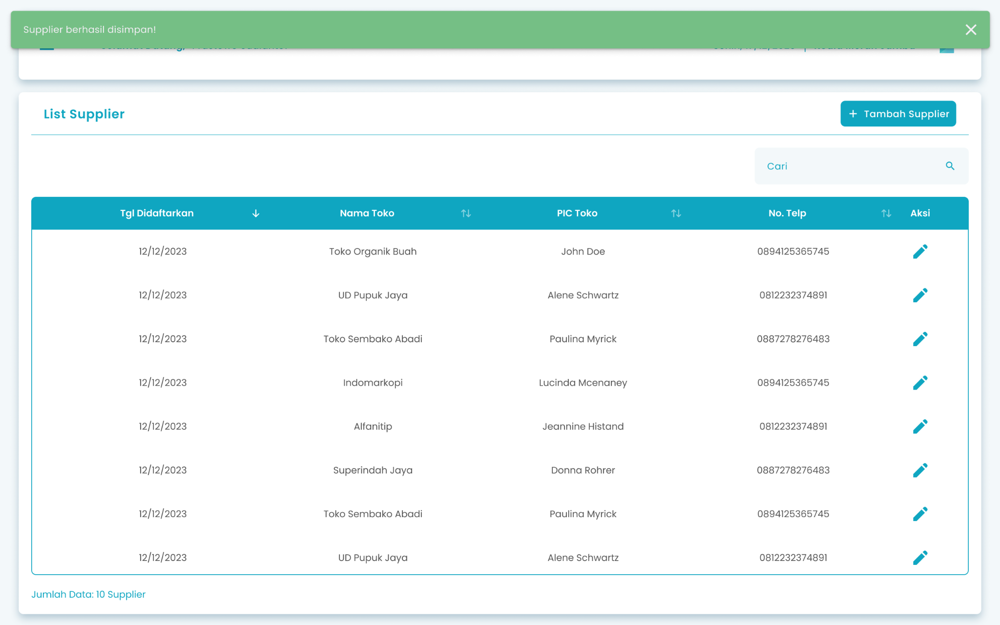 Supplier berhasil disimpan!
List Supplier
+ Tambah Supplier
Cari
Tgl Didaftarkan Nama Toko PIC Toko No. Telp Aksi
12/12/2023 Toko Organik Buah John Doe 0894125365745
12/12/2023 UD Pupuk Jaya Alene Schwartz 0812232374891
12/12/2023 Toko Sembako Abadi Paulina Myrick 0887278276483
12/12/2023 Indomarkopi Lucinda Mcenaney 0894125365745
12/12/2023 Alfanitip Jeannine Histand 0812232374891
12/12/2023 Superindah Jaya Donna Rohrer 0887278276483
12/12/2023 Toko Sembako Abadi Paulina Myrick 0894125365745
12/12/2023 UD Pupuk Jaya Alene Schwartz 0812232374891
Jumlah Data: 10 Supplier